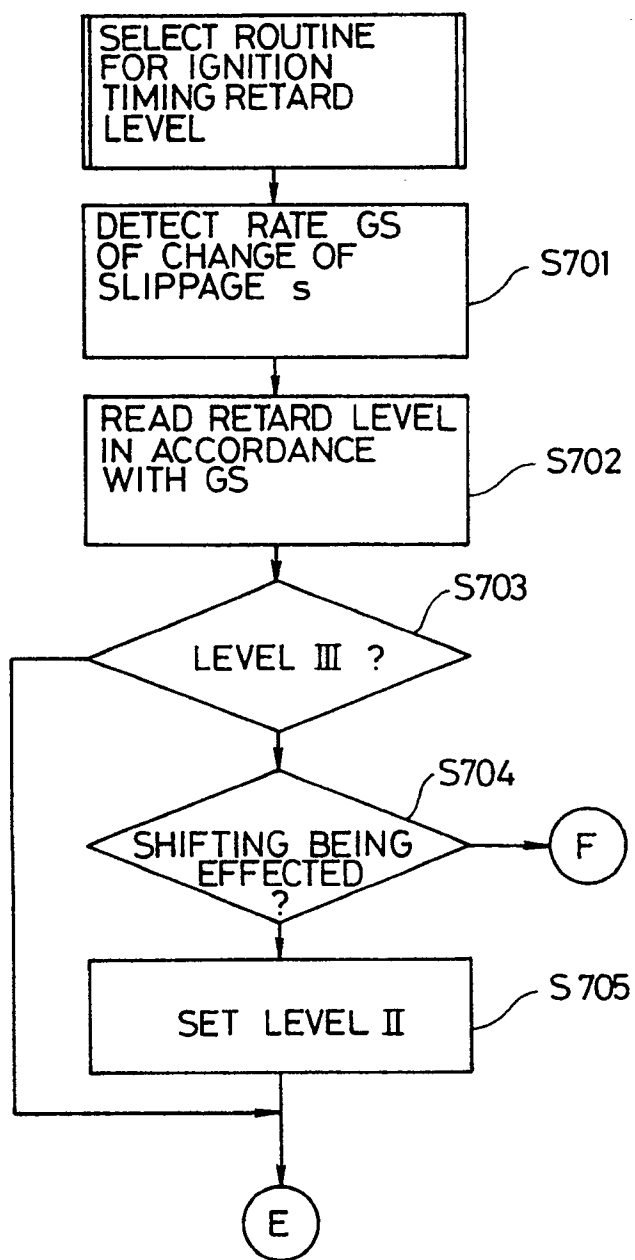 SELECT ROUTINE
FOR IGNITION
TIMING RETARD
LEVEL
DETECT RATE GS
OF CHANGE OF
SLIPPAGE s
S701
READ RETARD LEVEL
IN ACCORDANCE
WITH GS
S702
S703
LEVEL III ?
S704
SHIFTING BEING
EFFECTED
?
F
S705
SET LEVEL II
E